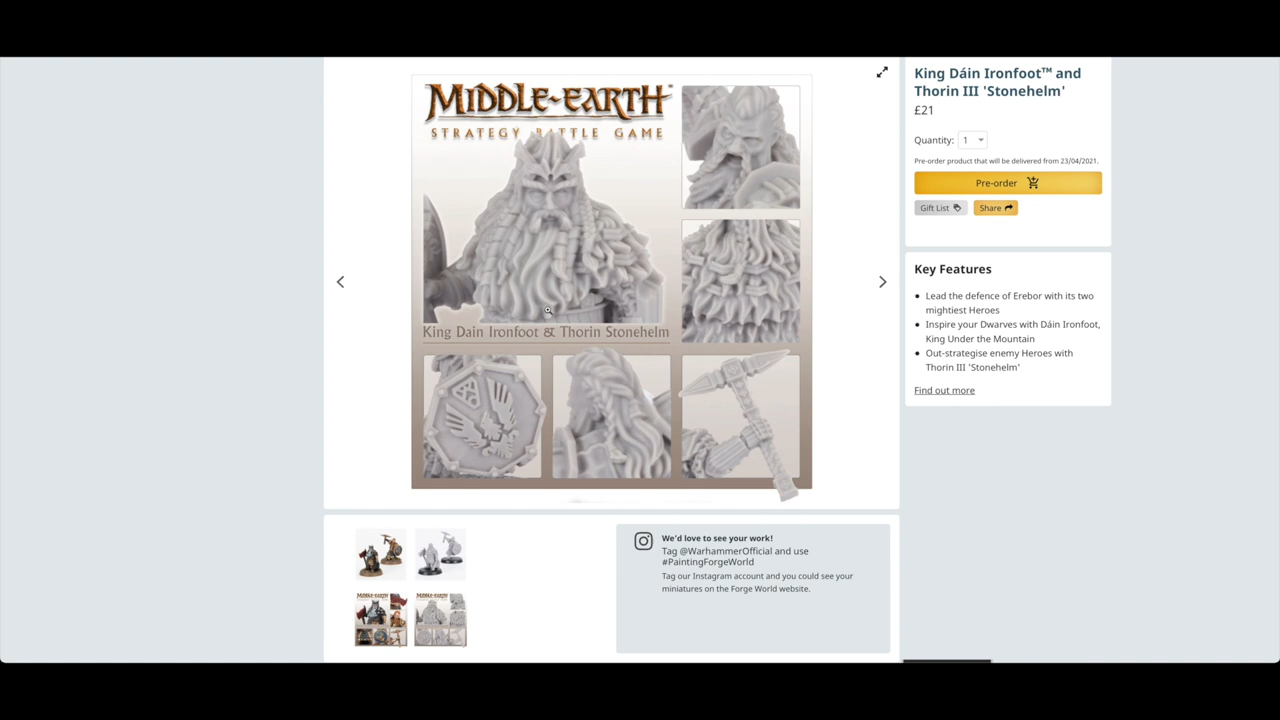 MIDDLE-EARTH
STRATEGY BATTLE GAME
King Dain Ironfoot & Thorin Stonehelm
King Dáin Ironfoot™ and
Thorin III 'Stonehelm'
£21
Quantity: 1
Pre-order product that will be delivered from 23/04/2021.
Pre-order
Gift List
Share
Key Features
● Lead the defence of Erebor with its two
mightiest Heroes
● Inspire your Dwarves with Dáin Ironfoot,
King Under the Mountain
● Out-strategise enemy Heroes with
Thorin III 'Stonehelm'
Find out more
MIDDLE-EARTH
MIDDLE-EARTH
We'd love to see your work!
Tag @WarhammerOfficial and use
#PaintingForgeWorld
Tag our Instagram account and you could see your
miniatures on the Forge World website.